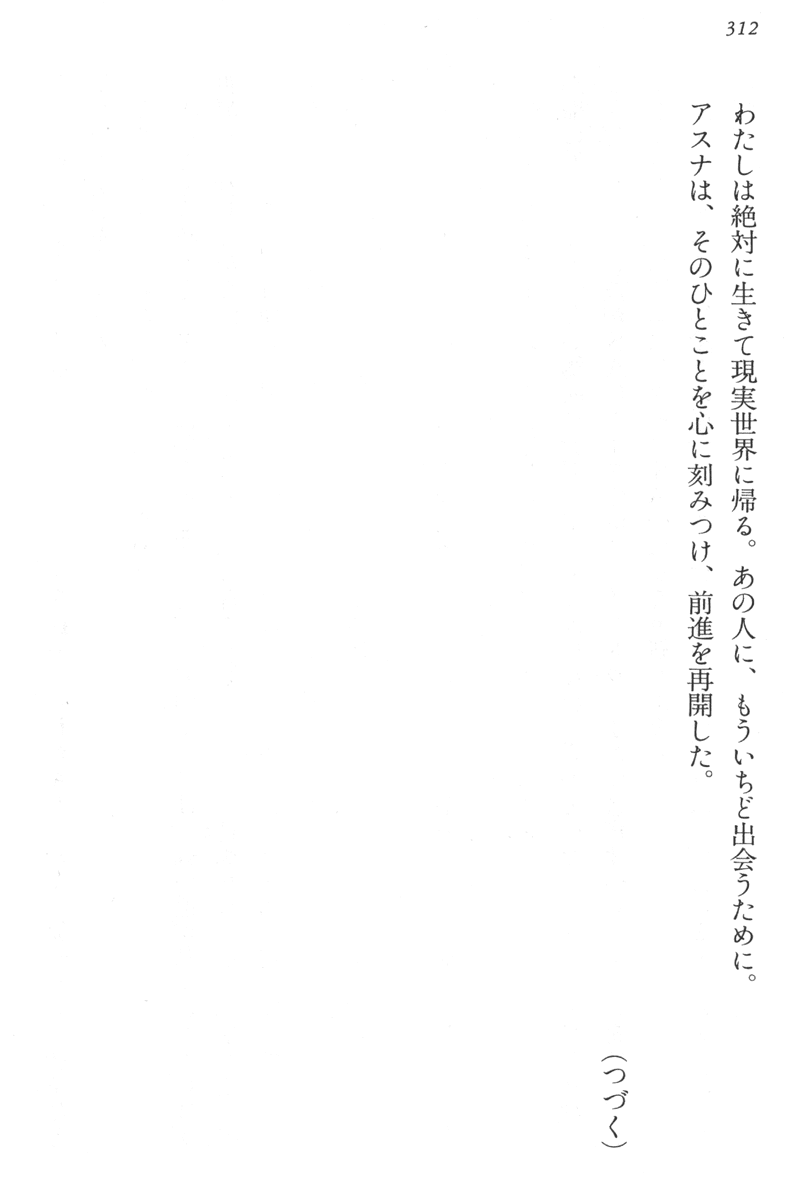 312
わたしは絶対に生きて現実世界に帰る。あの人に、もういちど出会うために。
アスナは、そのひとことを心に刻みつけ、前進を再開した。
（つづく）